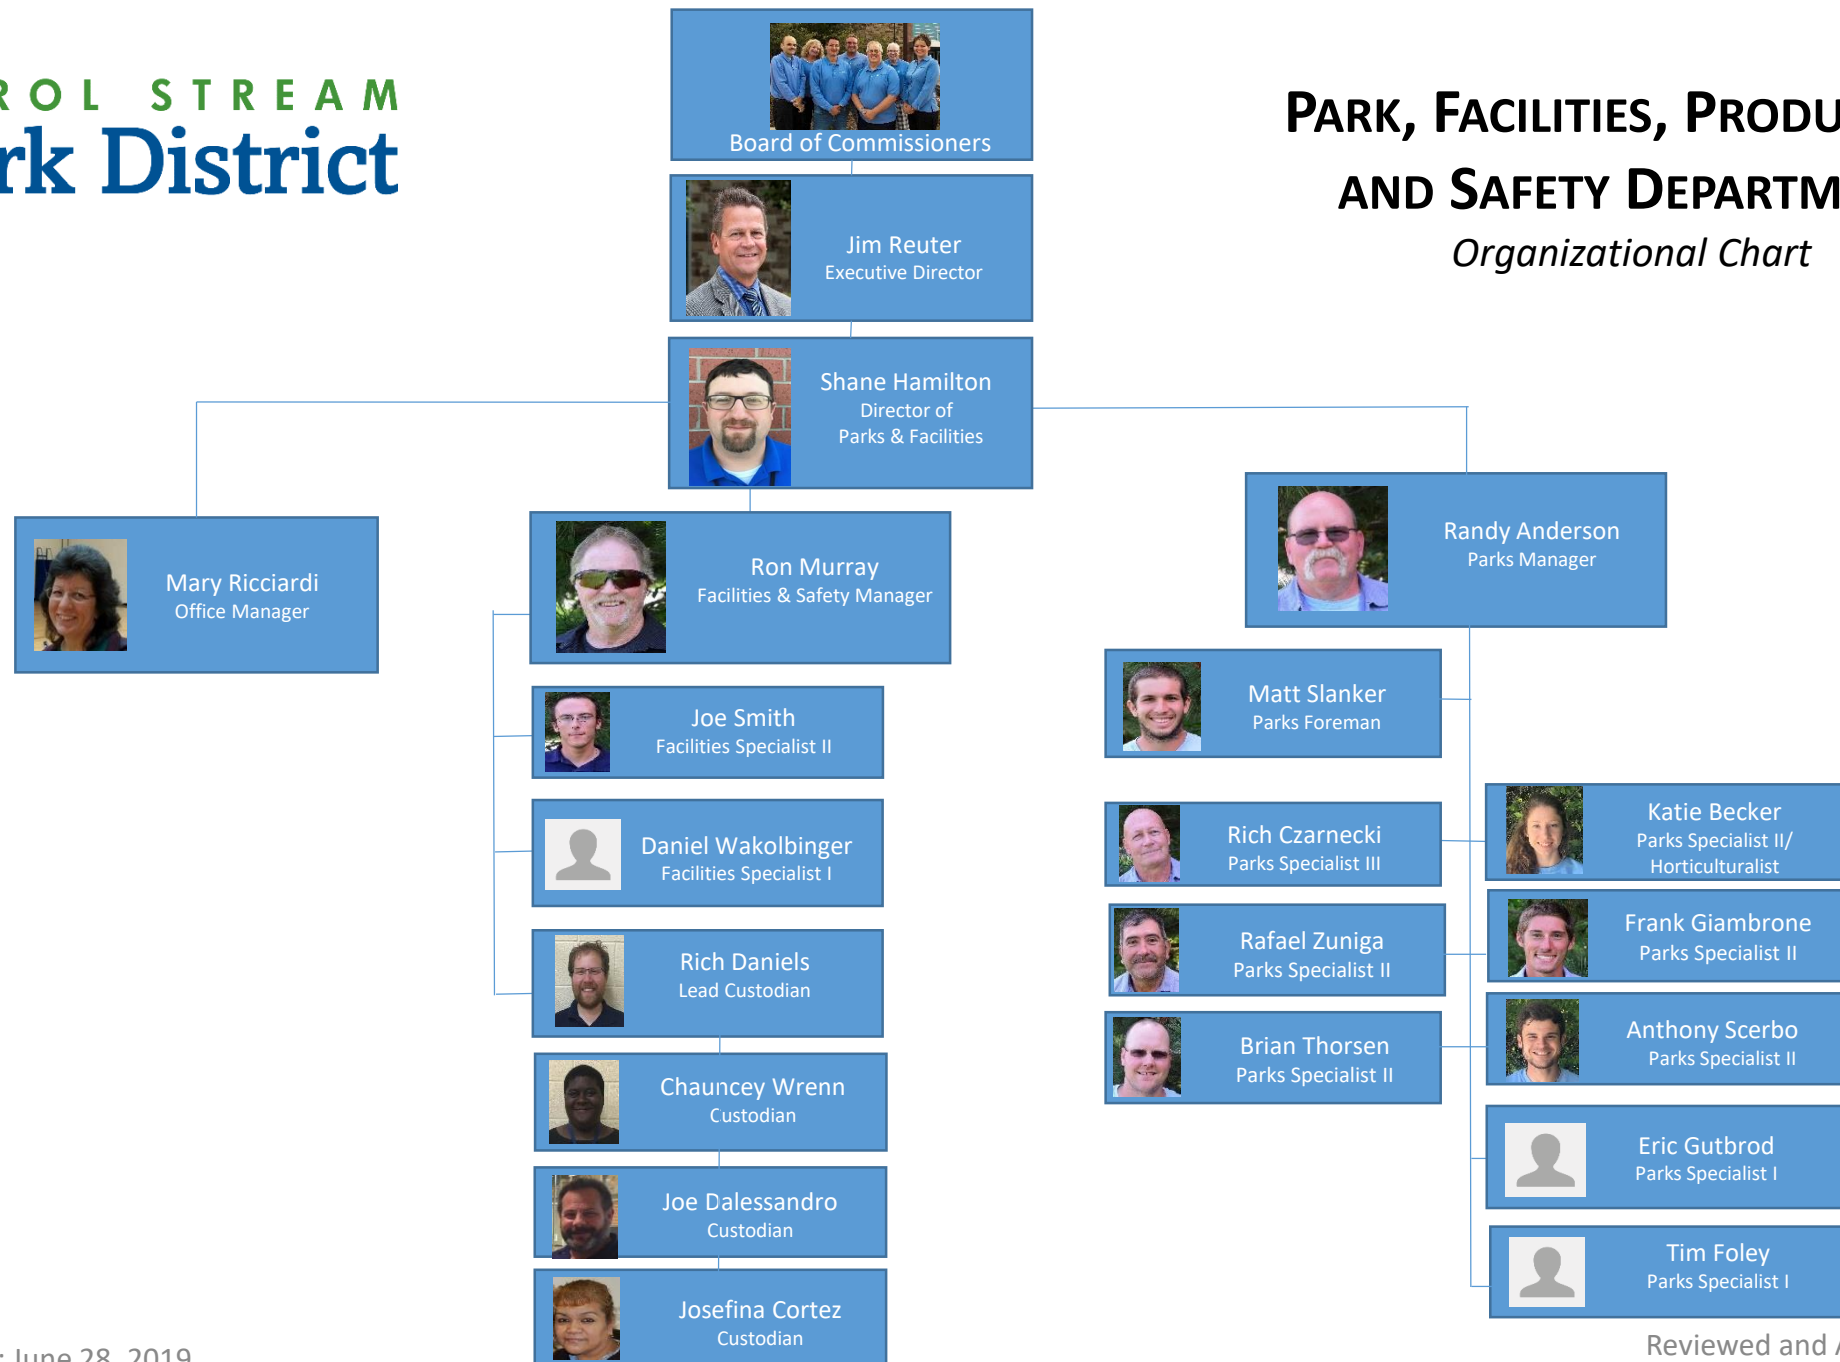 ROL STREAM
rk District
PARK, FACILITIES, PRODU
AND SAFETY DEPARTM
Organizational Chart
Board of Commissioners
Jim Reuter
Executive Director
Shane Hamilton
Director of
Parks & Facilities
Mary Ricciardi
Office Manager
Ron Murray
Facilities & Safety Manager
Joe Smith
Facilities Specialist II
Daniel Wakolbinger
Facilities Specialist I
Rich Daniels
Lead Custodian
Chauncey Wrenn
Custodian
Joe Dalessandro
Custodian
Josefina Cortez
Custodian
Randy Anderson
Parks Manager
Matt Slanker
Parks Foreman
Rich Czarnecki
Parks Specialist III
Rafael Zuniga
Parks Specialist II
Brian Thorsen
Parks Specialist II
Katie Becker
Parks Specialist II/
Horticulturalist
Frank Giambrone
Parks Specialist II
Anthony Scerbo
Parks Specialist II
Eric Gutbrod
Parks Specialist I
Tim Foley
Parks Specialist I
: June 28, 2019
Reviewed and A